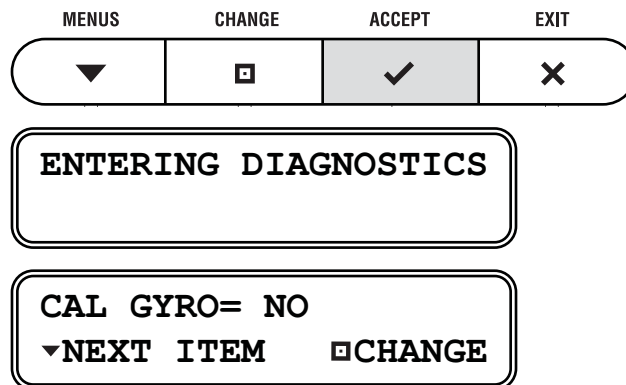 MENUS CHANGE ACCEPT EXIT
ENTERING DIAGNOSTICS
CAL GYRO= NO
▾NEXT ITEM ⊡CHANGE